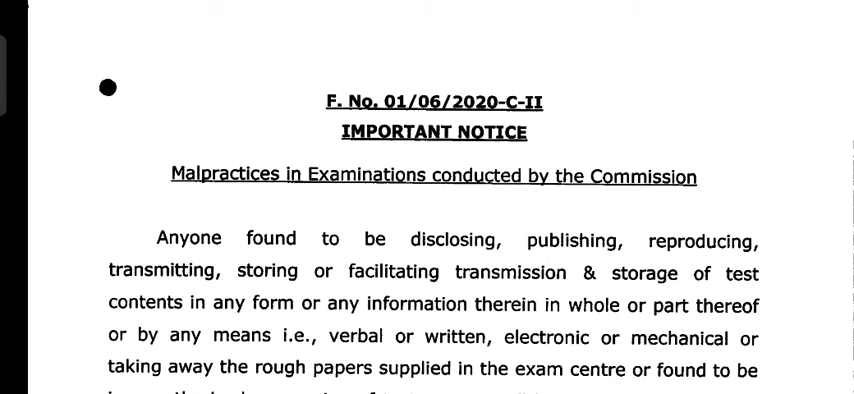 F. No. 01/06/2020-C-II
IMPORTANT NOTICE
Malpractices in Examinations conducted by the Commission
Anyone found to be disclosing, publishing, reproducing,
transmitting, storing or facilitating transmission & storage of test
contents in any form or any information therein in whole or part thereof
or by any means i.e., verbal or written, electronic or mechanical or
taking away the rough papers supplied in the exam centre or found to be